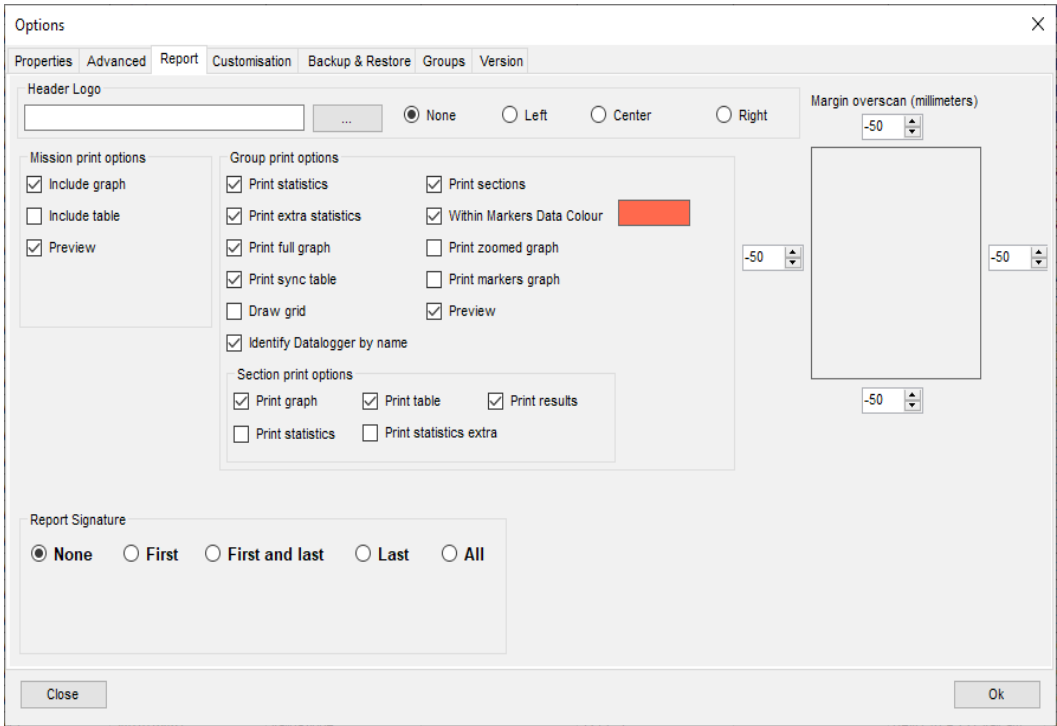 Options
Properties Advanced Report Customisation Backup & Restore Groups Version
Header Logo
... None Left Center Right
Margin overscan (millimeters)
-50
Mission print options
Include graph
Include table
Preview
Group print options
Print statistics Print sections
Print extra statistics Within Markers Data Colour
Print full graph Print zoomed graph
Print sync table Print markers graph
Draw grid Preview
Identify Datalogger by name
Section print options
Print graph Print table Print results
Print statistics Print statistics extra
-50 -50
-50
Report Signature
None First First and last Last All
Close Ok